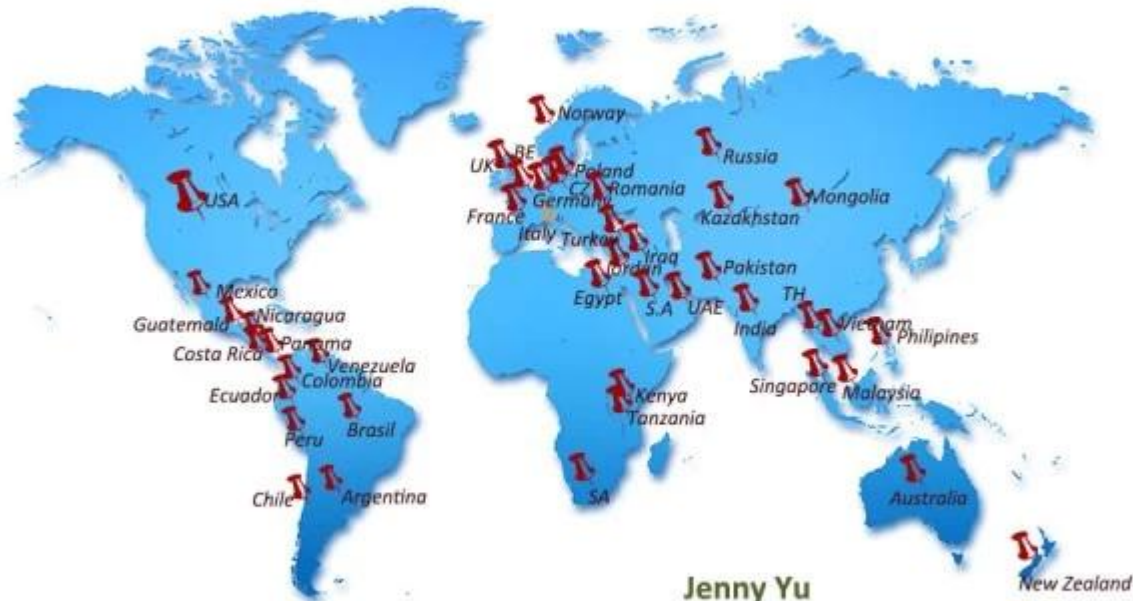 Norway
BE
UK
Poland
Russia
CZ
Romania
Germany
USA
Mongolia
Kazakhstan
France
Italy
Turkey
Iraq
Jordan
Pakistan
Egypt
S.A
UAE
TH
India
Mexico
Guatemala
Nicaragua
Vietnam
Philipines
Costa Rica
Panama
Venezuela
Colombia
Ecuador
Singapore
Malaysia
Kenya
Tanzania
Peru
Brasil
Chile
Argentina
SA
Australia
New Zealand
Jenny Yu